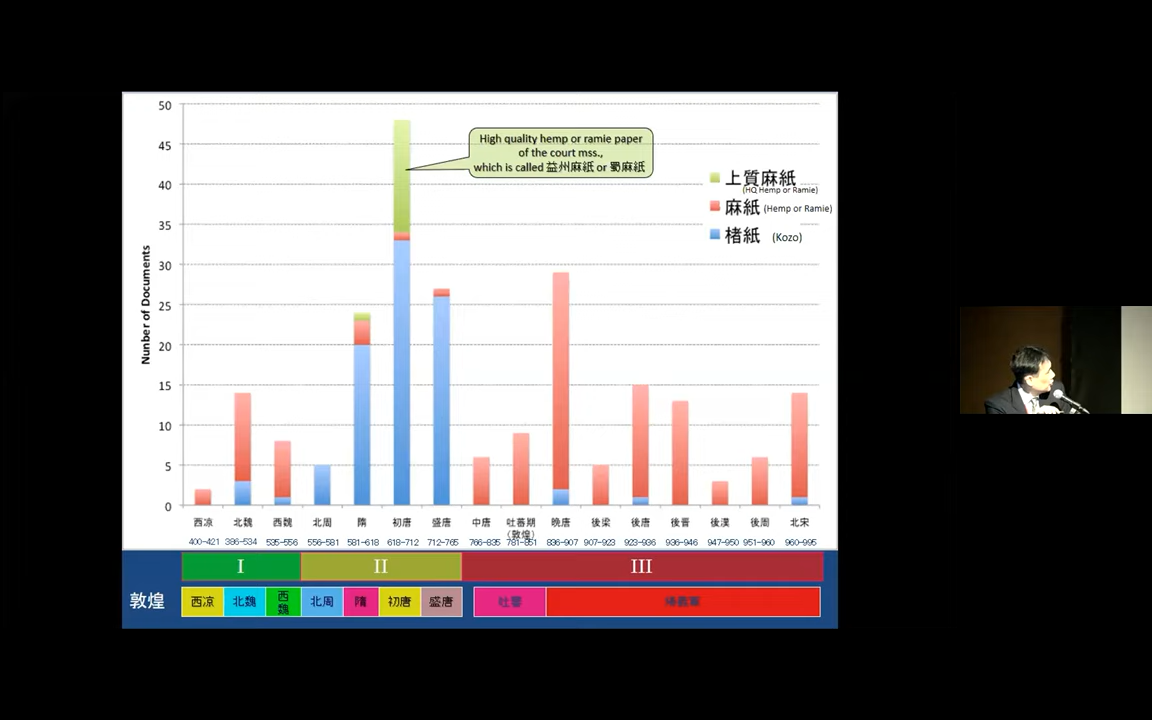 50
45
40
35
30
25
20
15
10
5
0
Nunber of Documents
High quality hemp or ramie paper
of the court mss.,
which is called 益州麻紙 or 蜀麻紙
上質麻紙
(HQ Hemp or Ramie)
麻紙 (Hemp or Ramie)
楮紙 (Kozo)
西涼 北魏 西魏 北周 隋 初唐 盛唐 中唐 吐蕃期 晩唐 後梁 後唐 後晋 後漢 後周 北宋
(敦煌)
400-421 386-534 535-556 556-581 581-618 618-712 712-765 766-835 781-851 836-907 907-923 923-936 936-946 947-950 951-960 960-995
I II III
敦煌 西涼 北魏 西魏 北周 隋 初唐 盛唐 吐蕃